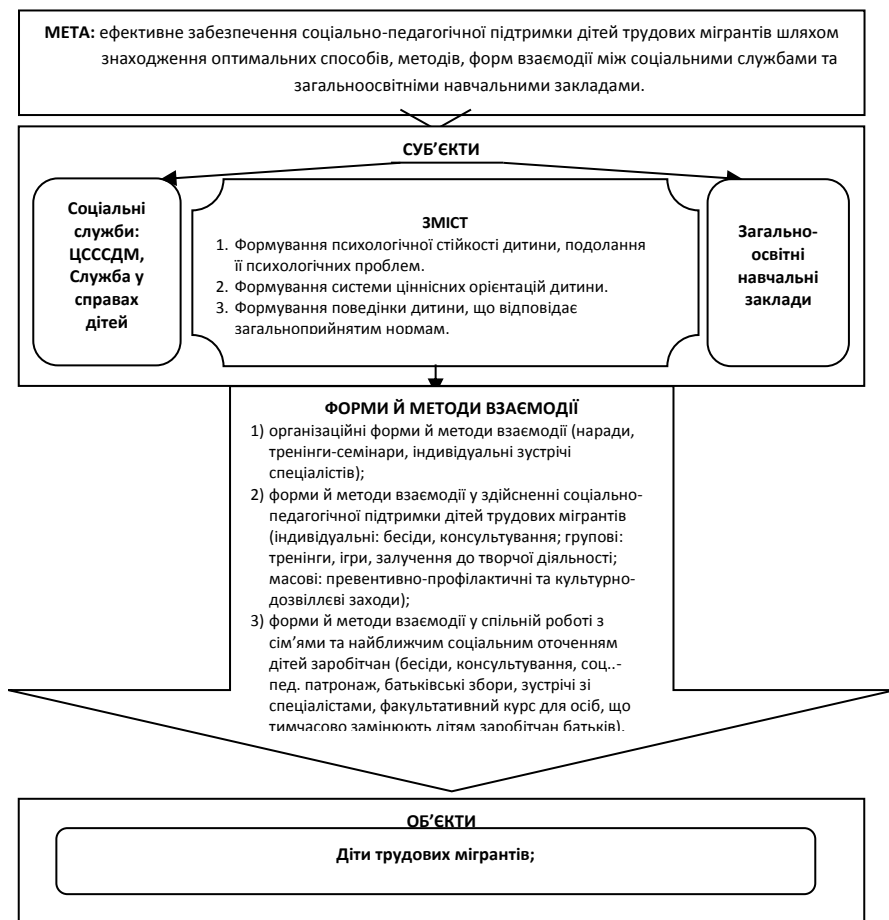 МЕТА: ефективне забезпечення соціально-педагогічної підтримки дітей трудових мігрантів шляхом
знаходження оптимальних способів, методів, форм взаємодії між соціальними службами та
загальноосвітніми навчальними закладами.
СУБ’ЄКТИ
Соціальні
служби:
ЦСССДМ,
Служба у
справах
дітей
ЗМІСТ
1. Формування психологічної стійкості дитини, подолання
її психологічних проблем.
2. Формування системи ціннісних орієнтацій дитини.
3. Формування поведінки дитини, що відповідає
загальноприйнятим нормам.
Загально-
освітні
навчальні
заклади
ФОРМИ Й МЕТОДИ ВЗАЄМОДІЇ
1) організаційні форми й методи взаємодії (наради,
тренінги-семінари, індивідуальні зустрічі
спеціалістів);
2) форми й методи взаємодії у здійсненні соціально-
педагогічної підтримки дітей трудових мігрантів
(індивідуальні: бесіди, консультування; групові:
тренінги, ігри, залучення до творчої діяльності;
масові: превентивно-профілактичні та культурно-
дозвіллєві заходи);
3) форми й методи взаємодії у спільній роботі з
сім’ями та найближчим соціальним оточенням
дітей заробітчан (бесіди, консультування, соц..-
пед. патронаж, батьківські збори, зустрічі зі
спеціалістами, факультативний курс для осіб, що
тимчасово замінюють дітям заробітчан батьків).
ОБ’ЄКТИ
Діти трудових мігрантів;